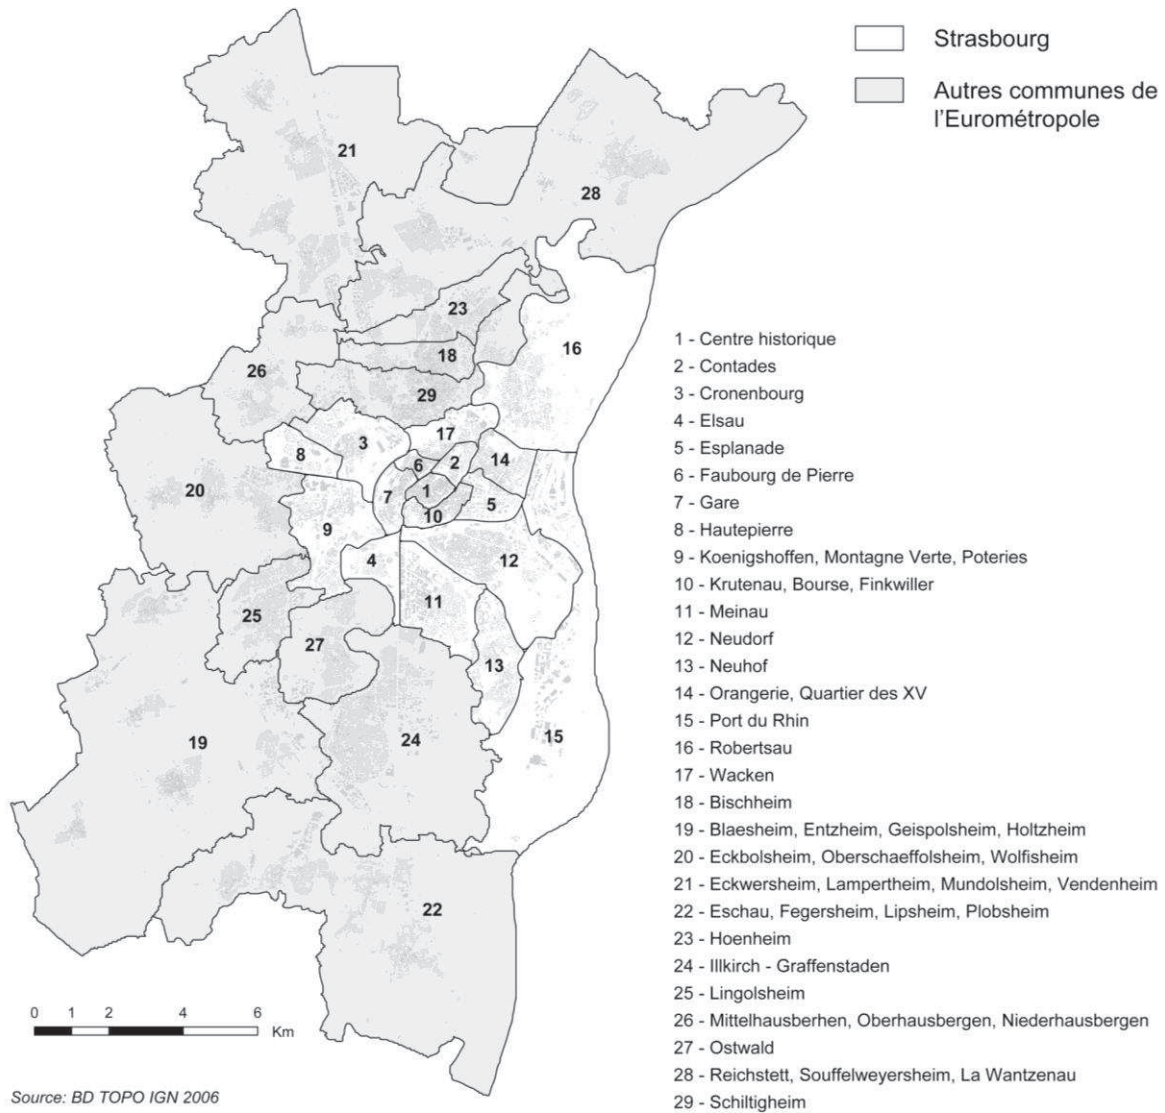 Strasbourg
Autres communes de
l'Eurométropole
21
28
23
16
18
26
29
17
3
8
6
2
14
20
7
1
5
10
9
12
4
11
25
27
13
15
24
19
22
1 - Centre historique
2 - Contades
3 - Cronenbourg
4 - Elsau
5 - Esplanade
6 - Faubourg de Pierre
7 - Gare
8 - Hautepierre
9 - Koenigshoffen, Montagne Verte, Poteries
10 - Krutenau, Bourse, Finkwiller
11 - Meinau
12 - Neudorf
13 - Neuhof
14 - Orangerie, Quartier des XV
15 - Port du Rhin
16 - Robertsau
17 - Wacken
18 - Bischheim
19 - Blaesheim, Entzheim, Geispolsheim, Holtzheim
20 - Eckbolsheim, Oberschaeffolsheim, Wolfisheim
21 - Eckwersheim, Lampertheim, Mundolsheim, Vendenheim
22 - Eschau, Fegersheim, Lipsheim, Plobsheim
23 - Hoenheim
24 - Illkirch - Graffenstaden
25 - Lingolsheim
26 - Mittelhausberhen, Oberhausbergen, Niederhausbergen
27 - Ostwald
28 - Reichstett, Souffelweyersheim, La Wantzenau
29 - Schiltigheim
0 1 2 4 6
Km
Source: BD TOPO IGN 2006